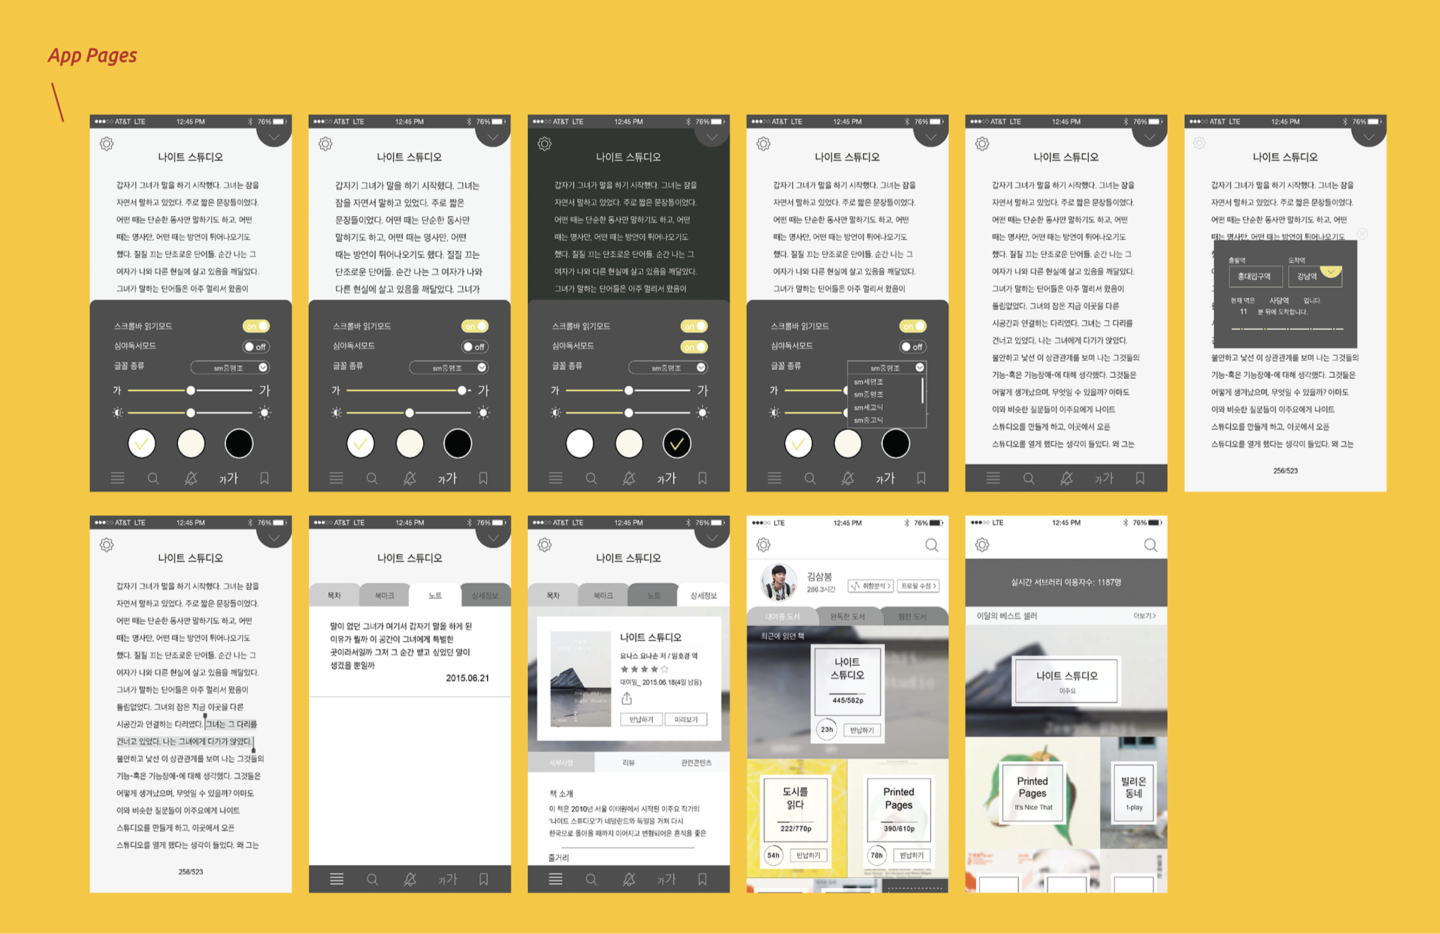 App Pages
AT&T LTE 12:45 PM 76%
나이트 스튜디오
갑자기 그녀가 말을 하기 시작했다. 그녀는 잠을
자면서 말하고 있었다. 주로 짧은 문장들이었다.
어떤 때는 단순한 동사만 말하기도 하고, 어떤
때는 명사만, 어떤 때는 방언이 튀어나오기도
했다. 질질 끄는 단조로운 단어들. 순간 나는 그
여자가 나와 다른 현실에 살고 있음을 깨달았다.
그녀가 말하는 단어들은 아주 멀리서 왔음이
스크롤바 읽기모드 on
심야독서모드 off
글꼴 종류 sm중명조
가 가
가가
AT&T LTE 12:45 PM 76%
나이트 스튜디오
갑자기 그녀가 말을 하기 시작했다. 그녀는
잠을 자면서 말하고 있었다. 주로 짧은
문장들이었다. 어떤 때는 단순한 동사만
말하기도 하고, 어떤 때는 명사만, 어떤
때는 방언이 튀어나오기도 했다. 질질 끄는
단조로운 단어들. 순간 나는 그 여자가 나와
다른 현실에 살고 있음을 깨달았다. 그녀가
스크롤바 읽기모드 on
심야독서모드 off
글꼴 종류 sm중명조
가 가
가가
AT&T LTE 12:45 PM 76%
나이트 스튜디오
갑자기 그녀가 말을 하기 시작했다. 그녀는 잠을
자면서 말하고 있었다. 주로 짧은 문장들이었다.
어떤 때는 단순한 동사만 말하기도 하고, 어떤
때는 명사만, 어떤 때는 방언이 튀어나오기도
했다. 질질 끄는 단조로운 단어들. 순간 나는 그
여자가 나와 다른 현실에 살고 있음을 깨달았다.
그녀가 말하는 단어들은 아주 멀리서 왔음이
스크롤바 읽기모드 on
심야독서모드 on
글꼴 종류 sm중명조
가 가
가가
AT&T LTE 12:45 PM 76%
나이트 스튜디오
갑자기 그녀가 말을 하기 시작했다. 그녀는 잠을
자면서 말하고 있었다. 주로 짧은 문장들이었다.
어떤 때는 단순한 동사만 말하기도 하고, 어떤
때는 명사만, 어떤 때는 방언이 튀어나오기도
했다. 질질 끄는 단조로운 단어들. 순간 나는 그
여자가 나와 다른 현실에 살고 있음을 깨달았다.
그녀가 말하는 단어들은 아주 멀리서 왔음이
스크롤바 읽기모드 on
심야독서모드 off
글꼴 종류 sm중명조
가
sm세명조
sm중명조
sm세고딕
sm중고딕
가가
AT&T LTE 12:45 PM 76%
나이트 스튜디오
갑자기 그녀가 말을 하기 시작했다. 그녀는 잠을
자면서 말하고 있었다. 주로 짧은 문장들이었다.
어떤 때는 단순한 동사만 말하기도 하고, 어떤
때는 명사만, 어떤 때는 방언이 튀어나오기도
했다. 질질 끄는 단조로운 단어들. 순간 나는 그
여자가 나와 다른 현실에 살고 있음을 깨달았다.
그녀가 말하는 단어들은 아주 멀리서 왔음이
틀림없었다. 그녀의 잠은 지금 이곳을 다른
시공간과 연결하는 다리였다. 그녀는 그 다리를
건너고 있었다. 나는 그녀에게 다가가 않았다.
불안하고 낯선 이 상관관계를 보며 나는 그것들의
기능-혹은 기능장애-에 대해 생각했다. 그것들은
어떻게 생겨났으며, 무엇일 수 있을까? 아마도
이와 비슷한 질문들이 이주요에게 나이트
스튜디오를 만들게 하고, 이곳에서 오픈
스튜디오를 열게 했다는 생각이 들었다. 왜 그는
가가
AT&T LTE 12:45 PM 76%
나이트 스튜디오
갑자기 그녀가 말을 하기 시작했다. 그녀는 잠을
자면서 말하고 있었다. 주로 짧은 문장들이었다.
어떤 때는 단순한 동사만 말하기도 하고, 어떤
때는 명사만, 어떤 때는 방언이 튀어나오기도
출발역 도착역
홍대입구역 강남역
현재 역은 사당역 입니다.
11 분 뒤에 도착합니다.
불안하고 낯선 이 상관관계를 보며 나는 그것들의
기능-혹은 기능장애-에 대해 생각했다. 그것들은
어떻게 생겨났으며, 무엇일 수 있을까? 아마도
이와 비슷한 질문들이 이주요에게 나이트
스튜디오를 만들게 하고, 이곳에서 오픈
스튜디오를 열게 했다는 생각이 들었다. 왜 그는
256/523
AT&T LTE 12:45 PM 76%
나이트 스튜디오
갑자기 그녀가 말을 하기 시작했다. 그녀는 잠을
자면서 말하고 있었다. 주로 짧은 문장들이었다.
어떤 때는 단순한 동사만 말하기도 하고, 어떤
때는 명사만, 어떤 때는 방언이 튀어나오기도
했다. 질질 끄는 단조로운 단어들. 순간 나는 그
여자가 나와 다른 현실에 살고 있음을 깨달았다.
그녀가 말하는 단어들은 아주 멀리서 왔음이
틀림없었다. 그녀의 잠은 지금 이곳을 다른
시공간과 연결하는 다리였다. 그녀는 그 다리를
건너고 있었다. 나는 그녀에게 다가가 않았다.
불안하고 낯선 이 상관관계를 보며 나는 그것들의
기능-혹은 기능장애-에 대해 생각했다. 그것들은
어떻게 생겨났으며, 무엇일 수 있을까? 아마도
이와 비슷한 질문들이 이주요에게 나이트
스튜디오를 만들게 하고, 이곳에서 오픈
스튜디오를 열게 했다는 생각이 들었다. 왜 그는
256/523
AT&T LTE 12:45 PM 76%
나이트 스튜디오
목차 북마크 노트 상세정보
말이 없던 그녀가 여기서 갑자기 말을 하게 된
이유가 뭘까 이 공간이 그녀에게 특별한
곳이라서일까 그저 그 순간 뱉고 싶었던 말이
생겼을 뿐일까
2015.06.21
가가
AT&T LTE 12:45 PM 76%
나이트 스튜디오
목차 북마크 노트 상세정보
나이트 스튜디오
요나스 요나손 저 / 임호경 역
대여일_ 2015.06.18(4일 남음)
반납하기 미리보기
세부사항 리뷰 관련콘텐츠
책 소개
이 책은 2010년 서울 이태원에서 시작된 이주요 작가의
'나이트 스튜디오'가 네덜란드와 독일을 거쳐 다시
한국으로 돌아올 때까지 이어지고 변형되어온 흔적을 좇은
줄거리
가가
LTE 12:45 PM 76%
김삼봉
286.3시간
취향분석 > 프로필 수정 >
대여중 도서 완독한 도서 찜한 도서
최근에 읽던 책
나이트
스튜디오
445/582p
23h 반납하기
도시를
읽다
222/770p
54h 반납하기
Printed
Pages
390/610p
78h 반납하기
LTE 12:45 PM 76%
실시간 서브러리 이용자수: 1187명
이달의 베스트 셀러 더보기 >
나이트 스튜디오
이주요
Printed
Pages
It's Nice That
빌려온
동네
t-play